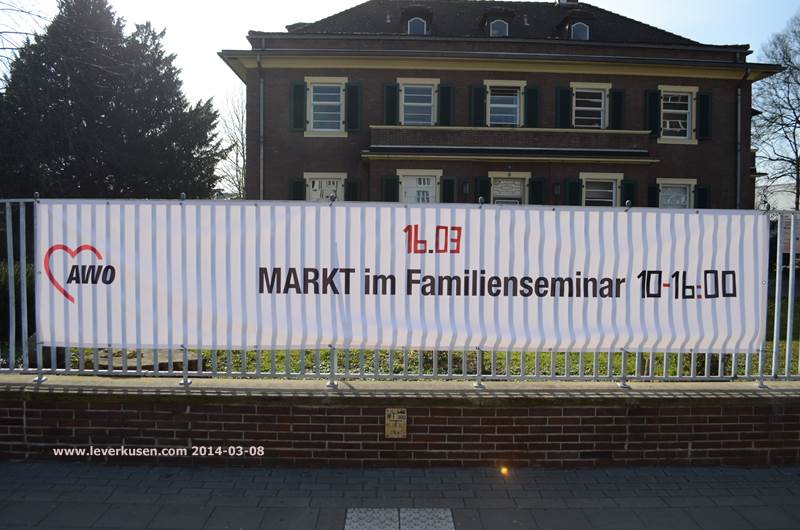 16.03
AWO
MARKT im Familienseminar 10-16:00
www.leverkusen.com 2014-03-08